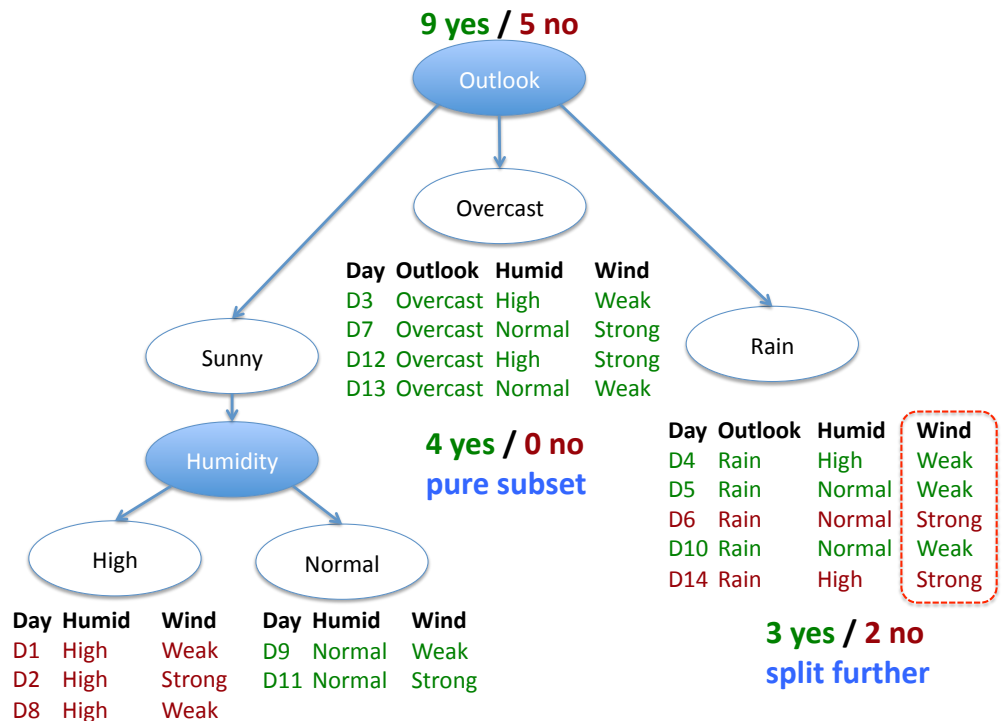 9 yes / 5 no
Outlook
Overcast
Day Outlook Humid Wind
D3 Overcast High Weak
D7 Overcast Normal Strong
D12 Overcast High Strong
D13 Overcast Normal Weak
4 yes / 0 no
pure subset
Sunny
Humidity
High
Normal
Day Humid Wind
D1 High Weak
D2 High Strong
D8 High Weak
Day Humid Wind
D9 Normal Weak
D11 Normal Strong
Rain
Day Outlook Humid Wind
D4 Rain High Weak
D5 Rain Normal Weak
D6 Rain Normal Strong
D10 Rain Normal Weak
D14 Rain High Strong
3 yes / 2 no
split further